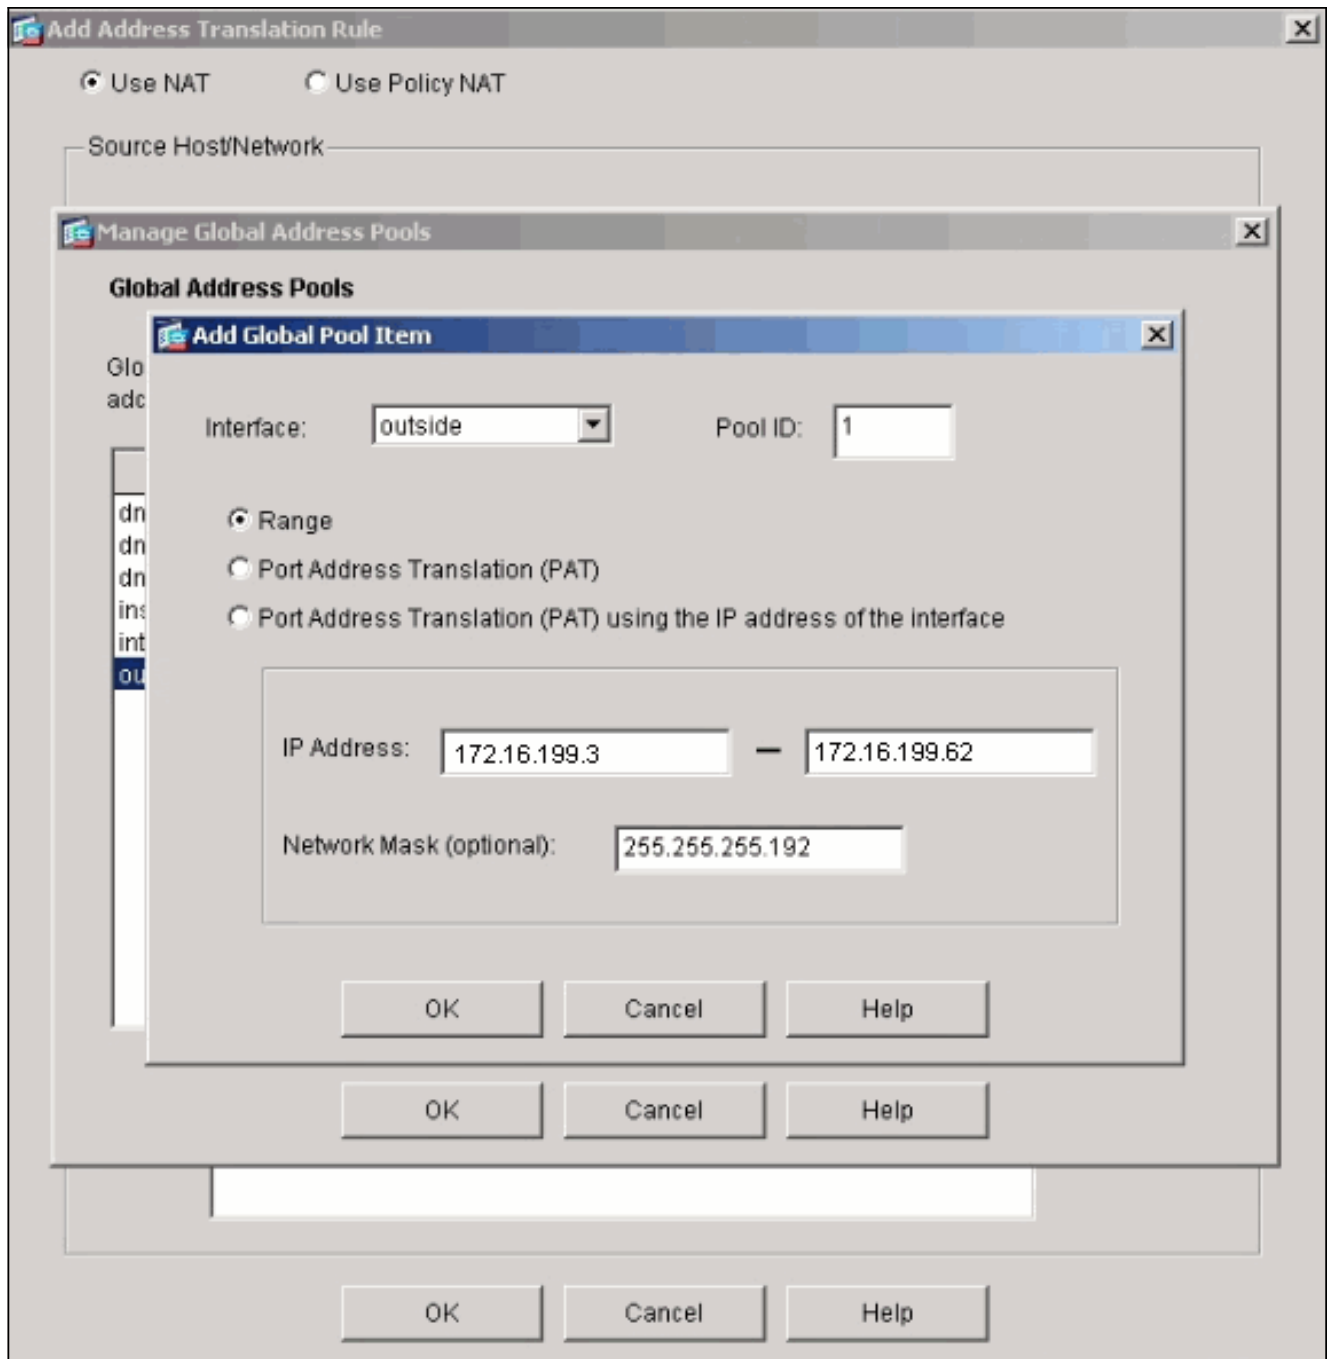 Add Address Translation Rule
Use NAT Use Policy NAT
Source Host/Network
Manage Global Address Pools
Global Address Pools
Add Global Pool Item
Glo
adc
Interface: outside Pool ID: 1
dn
dn
dn
ins
int
ou
Range
Port Address Translation (PAT)
Port Address Translation (PAT) using the IP address of the interface
IP Address: 172.16.199.3 — 172.16.199.62
Network Mask (optional): 255.255.255.192
OK Cancel Help
OK Cancel Help
OK Cancel Help